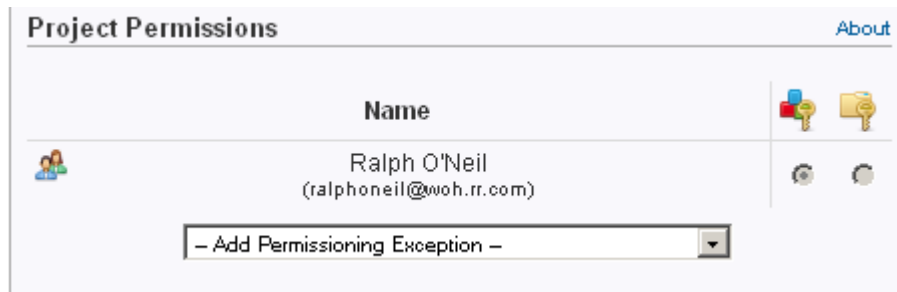 Project Permissions About
Name
Ralph O'Neil
(ralphoneil@woh.rr.com)
– Add Permissioning Exception –